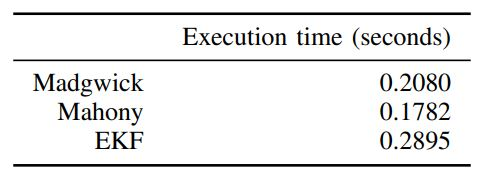 Execution time (seconds)
Madgwick 0.2080
Mahony 0.1782
EKF 0.2895